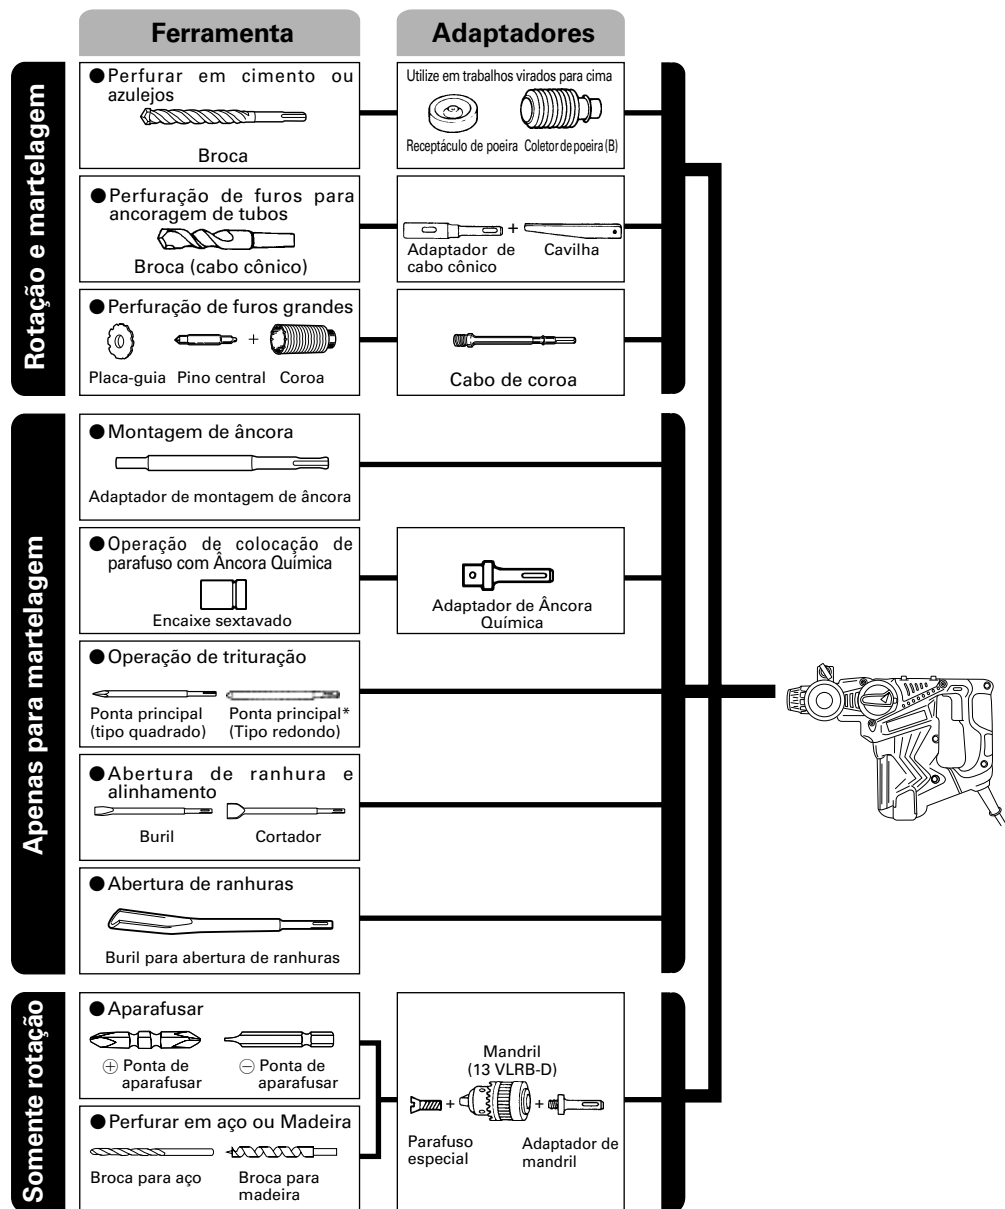 Ferramenta
Adaptadores
Rotação e martelagem
● Perfurar em cimento ou
azulejos
Broca
Utilize em trabalhos virados para cima
Receptáculo de poeira
Coletor de poeira (B)
● Perfuração de furos para
ancoragem de tubos
Broca (cabo cônico)
+
Adaptador de
cabo cônico
Cavilha
● Perfuração de furos grandes
+
Placa-guia
Pino central
Coroa
Cabo de coroa
Apenas para martelagem
● Montagem de âncora
Adaptador de montagem de âncora
● Operação de colocação de
parafuso com Âncora Química
Encaixe sextavado
Adaptador de Âncora
Química
● Operação de trituração
Ponta principal
(tipo quadrado)
Ponta principal*
(Tipo redondo)
● Abertura de ranhura e
alinhamento
Buril
Cortador
● Abertura de ranhuras
Buril para abertura de ranhuras
Somente rotação
● Aparafusar
⊕ Ponta de
aparafusar
⊖ Ponta de
aparafusar
● Perfurar em aço ou Madeira
Broca para aço
Broca para
madeira
Mandril
(13 VLRB-D)
+
+
Parafuso
especial
Adaptador de
mandril